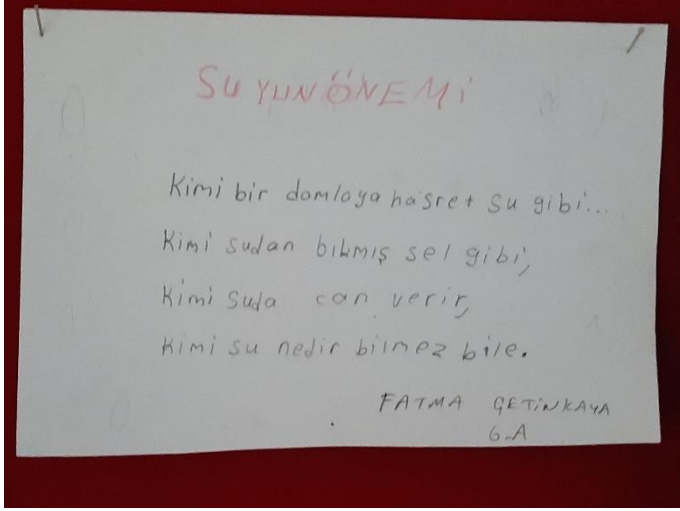 SUYUN ÖNEMİ
Kimi bir damlaya hasret su gibi...
Kimi sudan bıkmış sel gibi,
Kimi suda can verir,
Kimi su nedir bilmez bile.
FATMA ÇETİNKAYA
6-A